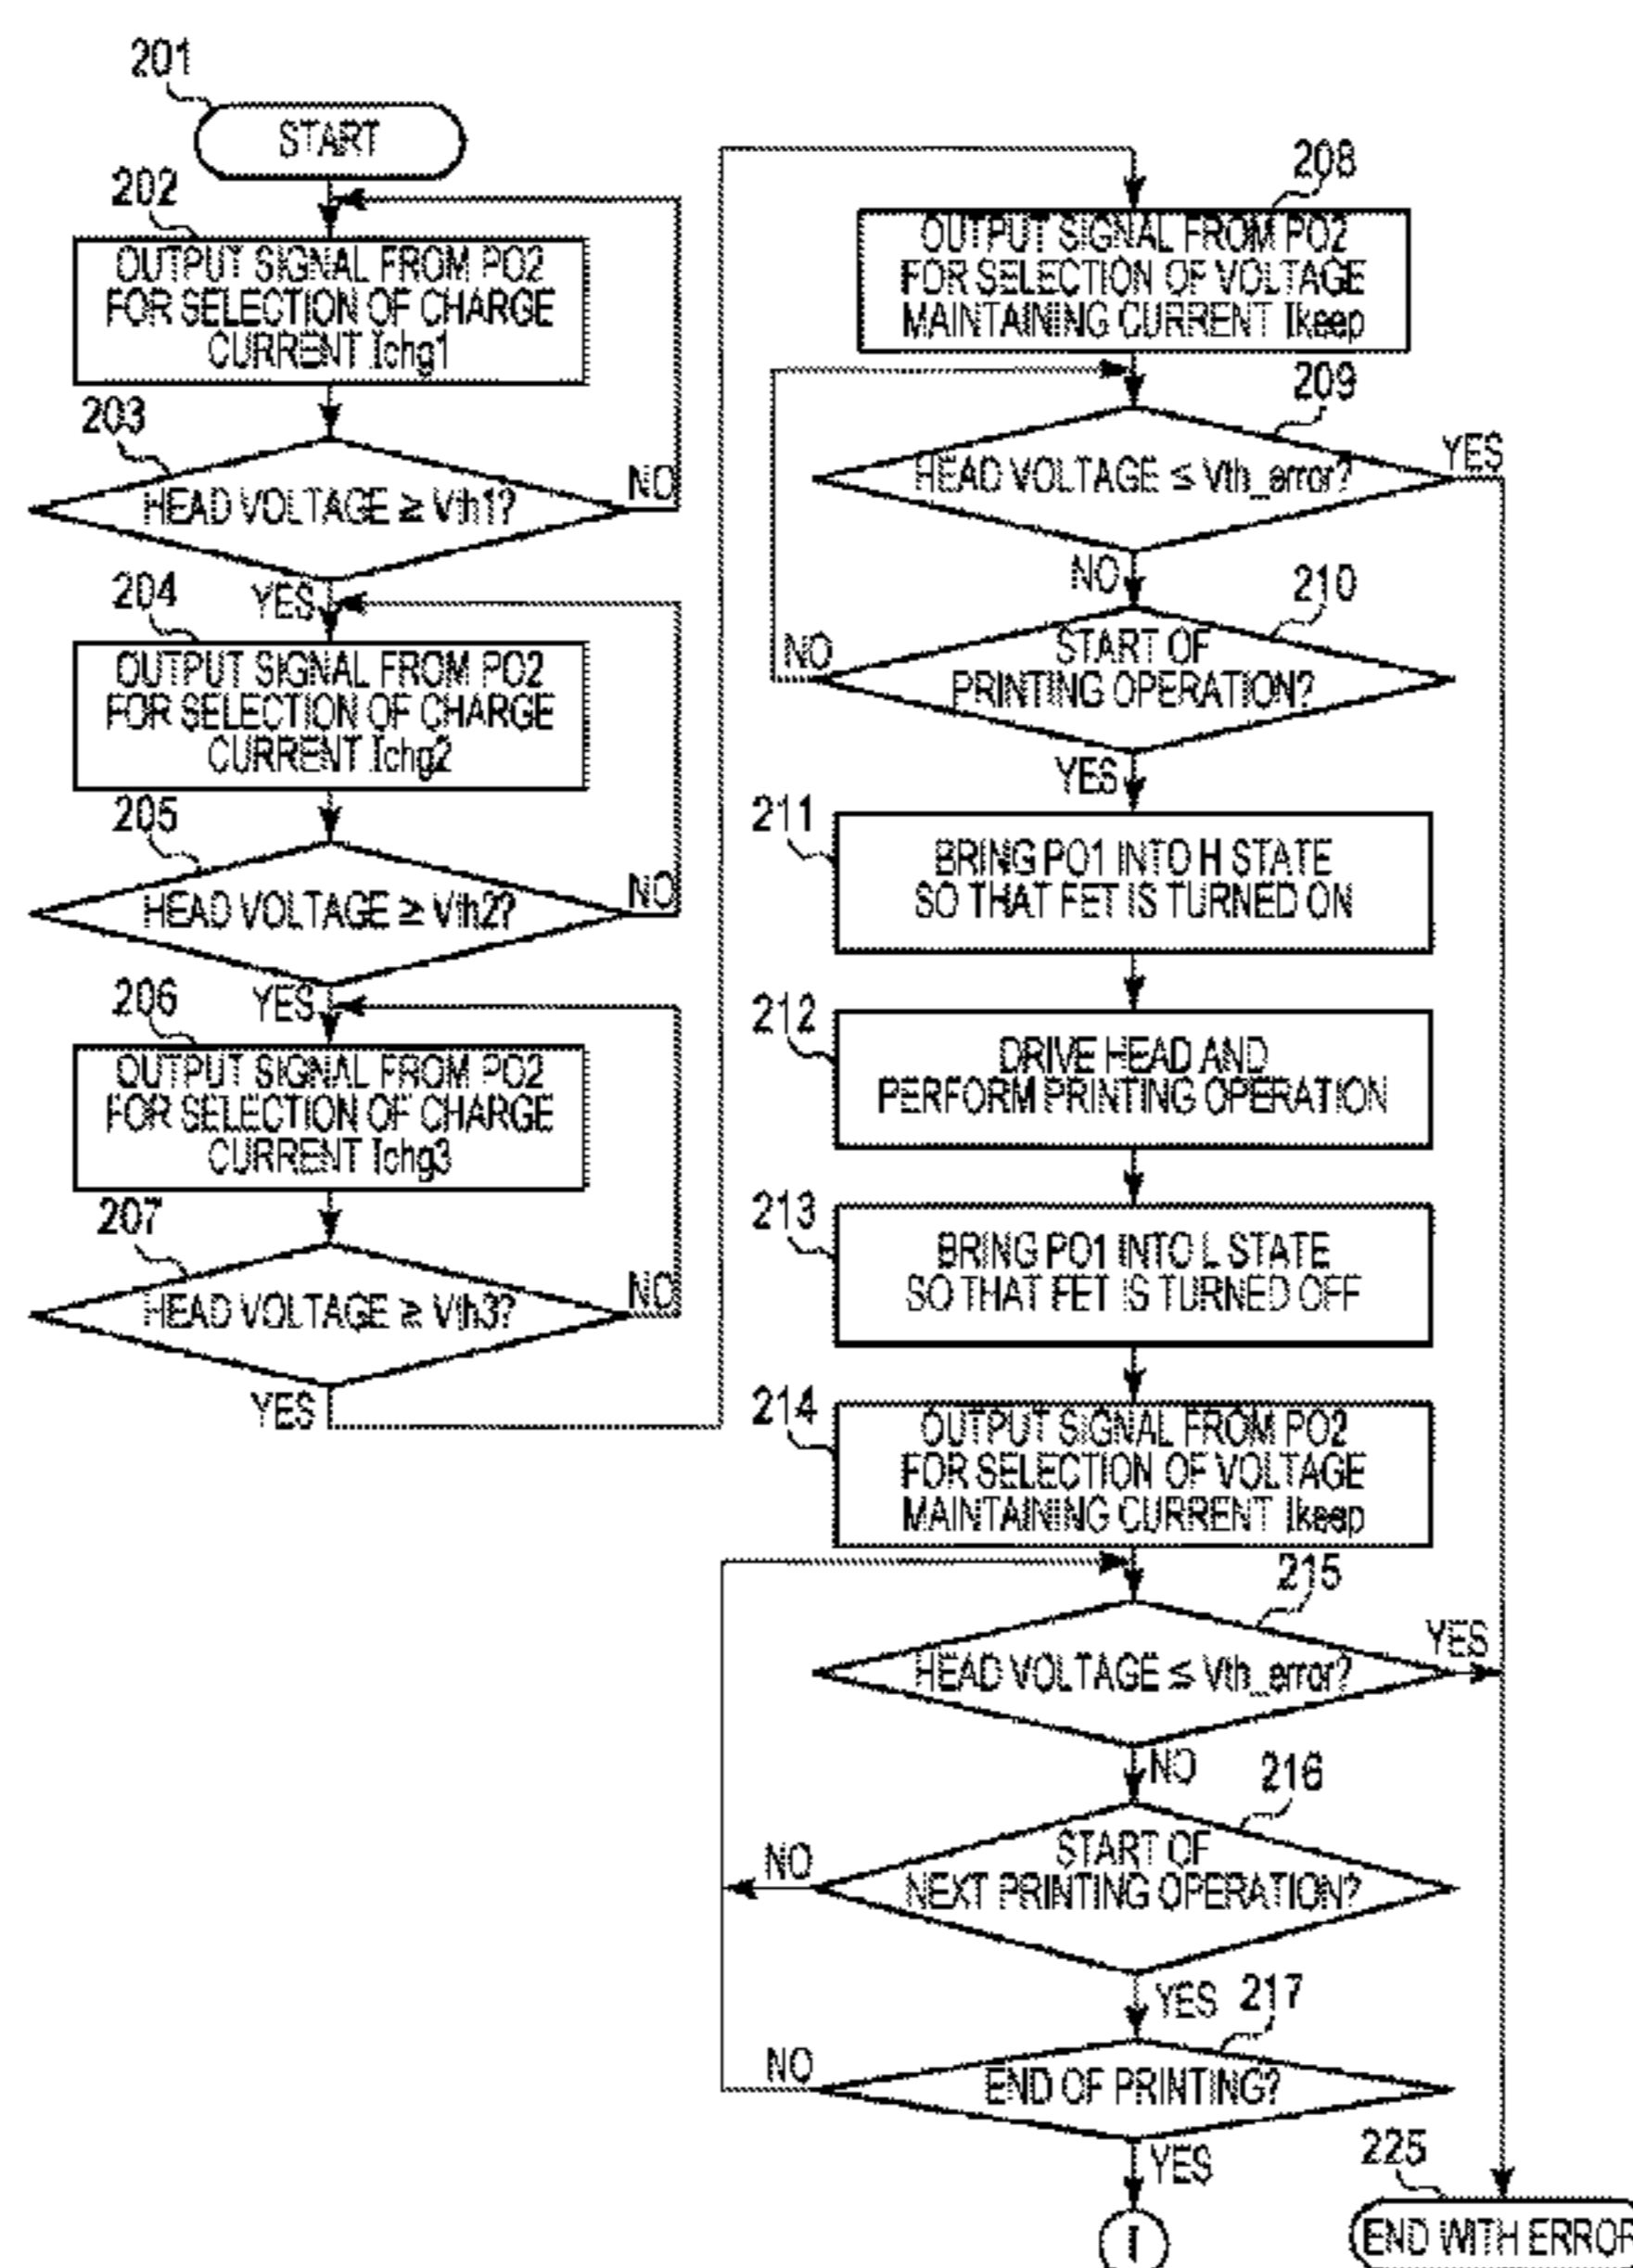 201
START
202
OUTPUT SIGNAL FROM PO2
FOR SELECTION OF CHARGE
CURRENT Ichg1
203
HEAD VOLTAGE ≥ Vth1?
NO
YES
204
OUTPUT SIGNAL FROM PO2
FOR SELECTION OF CHARGE
CURRENT Ichg2
205
HEAD VOLTAGE ≥ Vth2?
NO
YES
206
OUTPUT SIGNAL FROM PO2
FOR SELECTION OF CHARGE
CURRENT Ichg3
207
HEAD VOLTAGE ≥ Vth3?
NO
YES
208
OUTPUT SIGNAL FROM PO2
FOR SELECTION OF VOLTAGE
MAINTAINING CURRENT Ikeep
209
HEAD VOLTAGE ≤ Vth_error?
YES
NO
210
START OF
PRINTING OPERATION?
NO
YES
211
BRING PO1 INTO H STATE
SO THAT FET IS TURNED ON
212
DRIVE HEAD AND
PERFORM PRINTING OPERATION
213
BRING PO1 INTO L STATE
SO THAT FET IS TURNED OFF
214
OUTPUT SIGNAL FROM PO2
FOR SELECTION OF VOLTAGE
MAINTAINING CURRENT Ikeep
215
HEAD VOLTAGE ≤ Vth_error?
YES
NO
216
START OF
NEXT PRINTING OPERATION?
NO
YES
217
END OF PRINTING?
NO
YES
I
225
END WITH ERROR